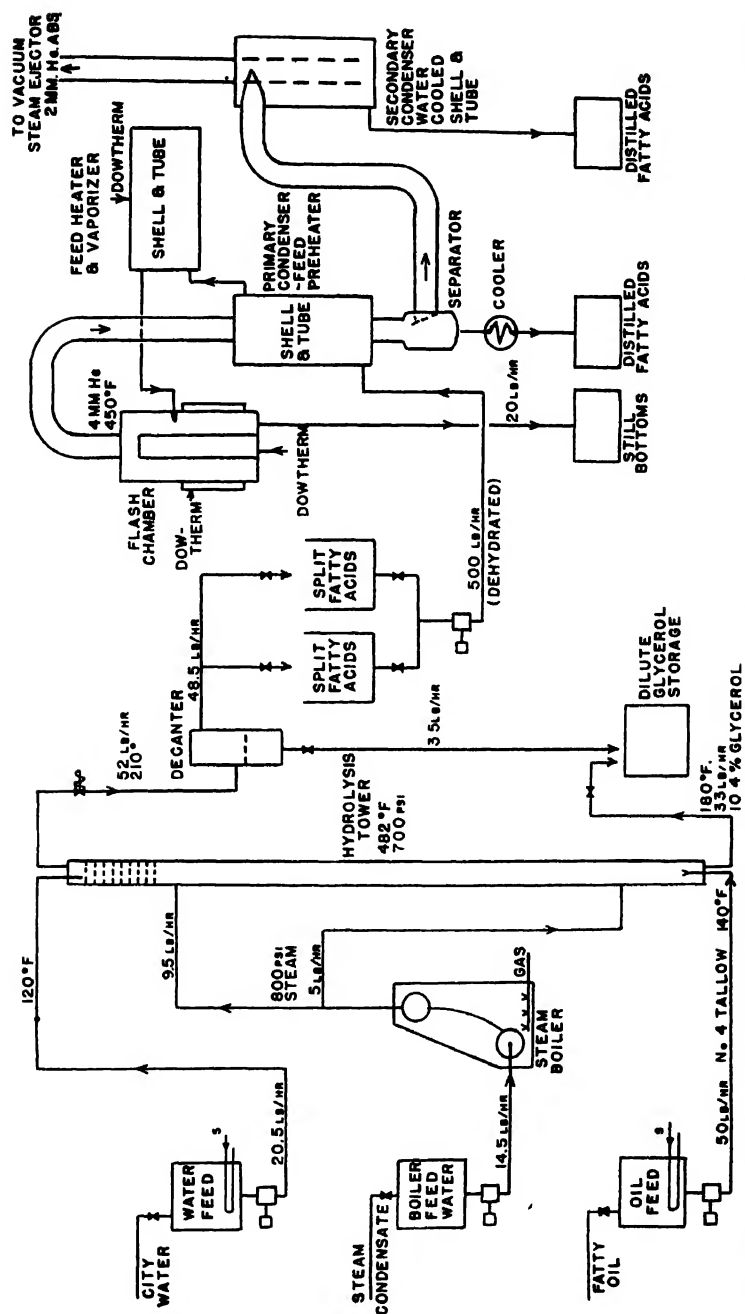 CITY
WATER
WATER
FEED
S
20.5 LB/HR
120°F
STEAM
CONDENSATE
BOILER
FEED
WATER
14.5 LB/HR
STEAM
BOILER
GAS
800 PSI
STEAM
5 LB/HR
9.5 LB/HR
FATTY
OIL
OIL
FEED
S
50 LB/HR No. 4 TALLOW 140°F
HYDROLYSIS
TOWER
482°F
700 PSI
52 LB/HR
210°
DECANTER
48.5 LB/HR
3 5 LB/HR
180°F.
33 LB/HR
10 4 % GLYCEROL
DILUTE
GLYCEROL
STORAGE
SPLIT
FATTY
ACIDS
SPLIT
FATTY
ACIDS
500 LB/HR
(DEHYDRATED)
FLASH
CHAMBER
DOW-
THERM
DOWTHERM
4 MM HG
450°F
FEED HEATER
& VAPORIZER
DOWTHERM
SHELL & TUBE
PRIMARY
CONDENSER
-FEED
PREHEATER
SHELL
& TUBE
SEPARATOR
COOLER
20 LB/HR
STILL
BOTTOMS
DISTILLED
FATTY ACIDS
TO VACUUM
STEAM EJECTOR
2 MM. HG. ABS
SECONDARY
CONDENSER
WATER
COOLED
SHELL &
TUBE
DISTILLED
FATTY ACIDS